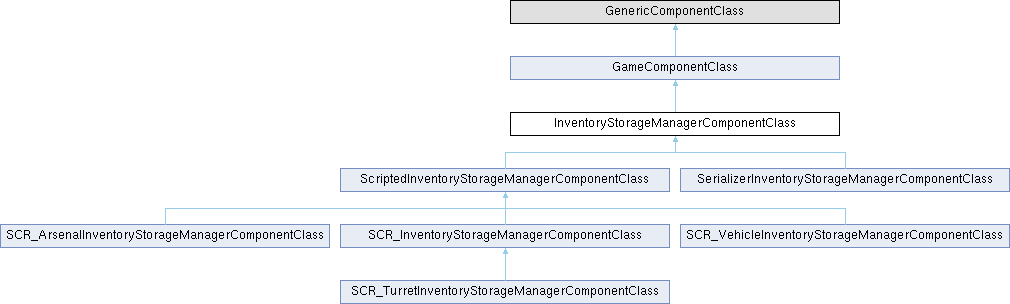 GenericComponentClass
GameComponentClass
InventoryStorageManagerComponentClass
ScriptedInventoryStorageManagerComponentClass
SerializerInventoryStorageManagerComponentClass
SCR_ArsenalInventoryStorageManagerComponentClass
SCR_InventoryStorageManagerComponentClass
SCR_VehicleInventoryStorageManagerComponentClass
SCR_TurretInventoryStorageManagerComponentClass